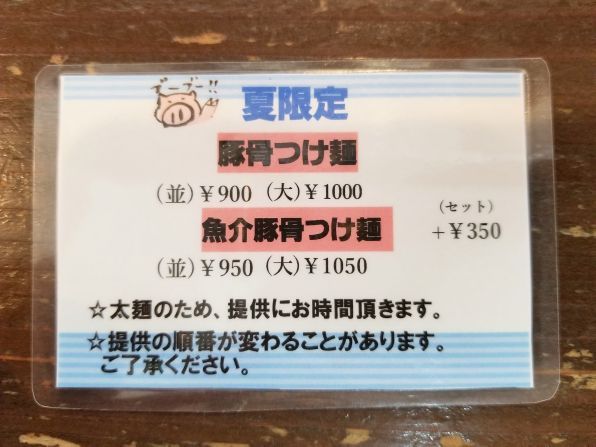 ブーブー!!
夏限定
豚骨つけ麺
(並)¥900 (大)¥1000
魚介豚骨つけ麺
(並)¥950 (大)¥1050
(セット)
+¥350
☆太麺のため、提供にお時間頂きます。
☆提供の順番が変わることがあります。
ご了承ください。